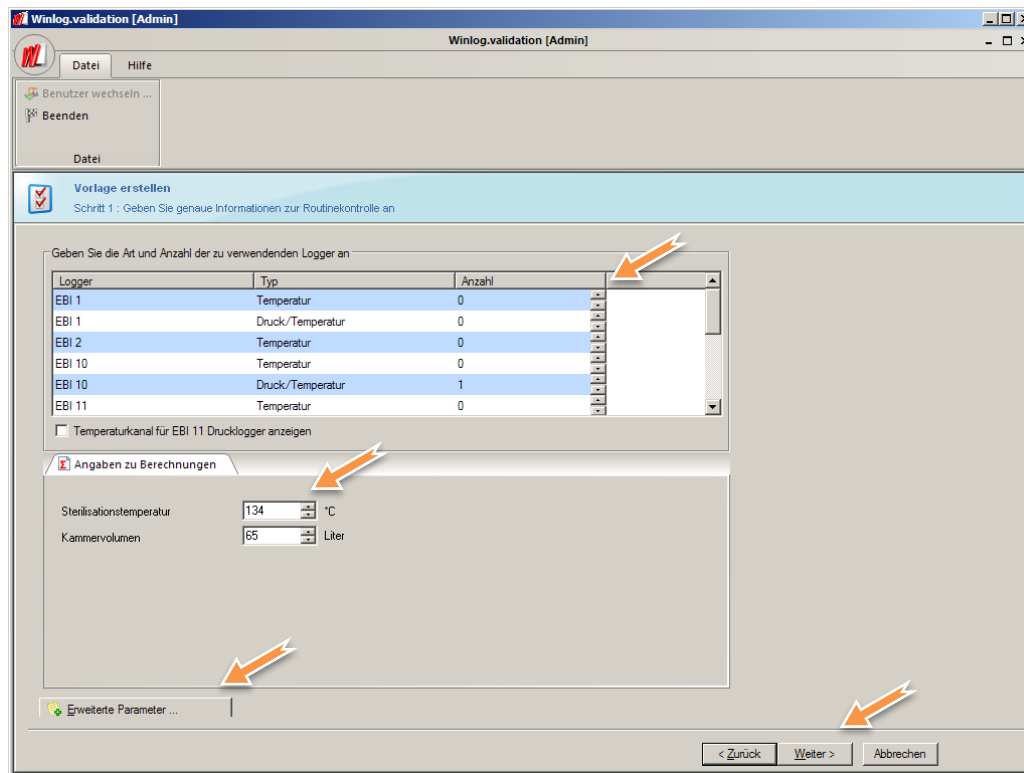 Winlog.validation [Admin]
Winlog.validation [Admin]
Datei Hilfe
Benutzer wechseln ...
Beenden
Datei
Vorlage erstellen
Schritt 1 : Geben Sie genaue Informationen zur Routinekontrolle an
Geben Sie die Art und Anzahl der zu verwendenden Logger an
Logger Typ Anzahl
EBI 1 Temperatur 0
EBI 1 Druck/Temperatur 0
EBI 2 Temperatur 0
EBI 10 Temperatur 0
EBI 10 Druck/Temperatur 1
EBI 11 Temperatur 0
Temperaturkanal für EBI 11 Drucklogger anzeigen
Angaben zu Berechnungen
Sterilisationstemperatur 134 °C
Kammervolumen 65 Liter
Erweiterte Parameter ...
< Zurück Weiter > Abbrechen